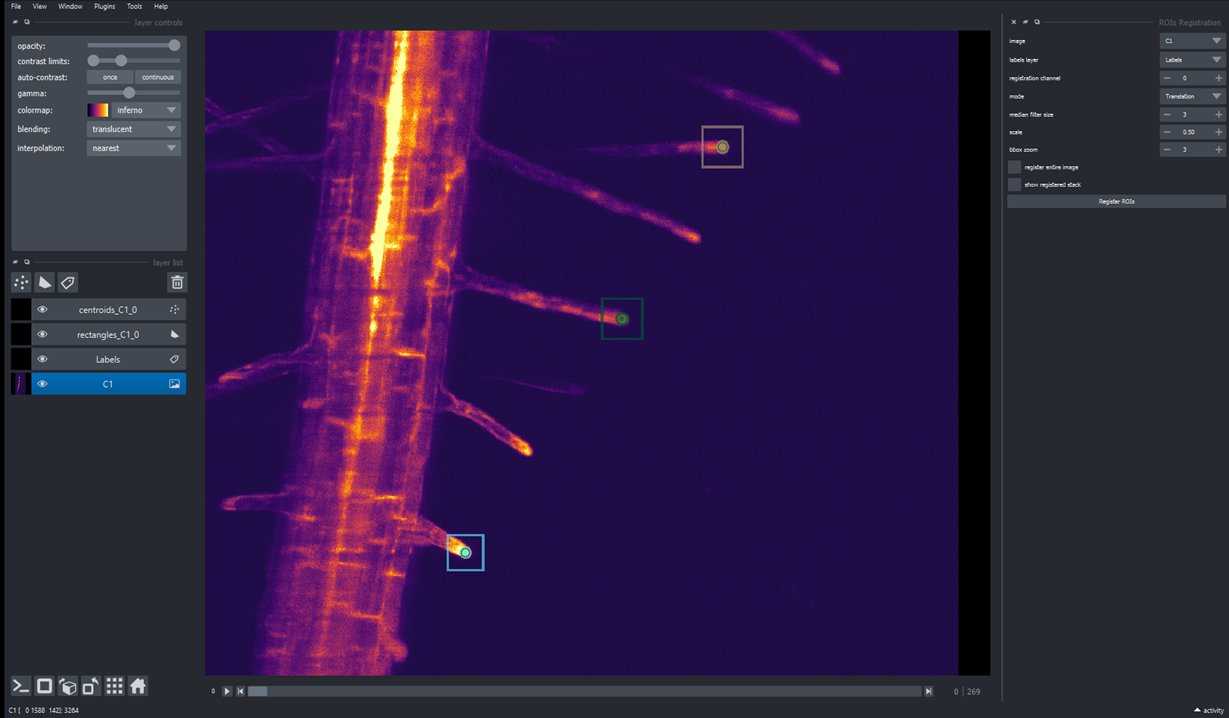 File View Window Plugins Tools Help
layer controls
opacity:
contrast limits:
auto-contrast: once continuous
gamma:
colormap: inferno
blending: translucent
interpolation: nearest
layer list
centroids_C1_0
rectangles_C1_0
Labels
C1
0 0 | 269
C1 [ 0 1588 142]: 3264
ROIs Registration
image C1
labels layer Labels
registration channel − 0 +
mode Translation
median filter size − 3 +
scale − 0.50 +
bbox zoom − 3 +
register entire image
show registered stack
Register ROIs
activity